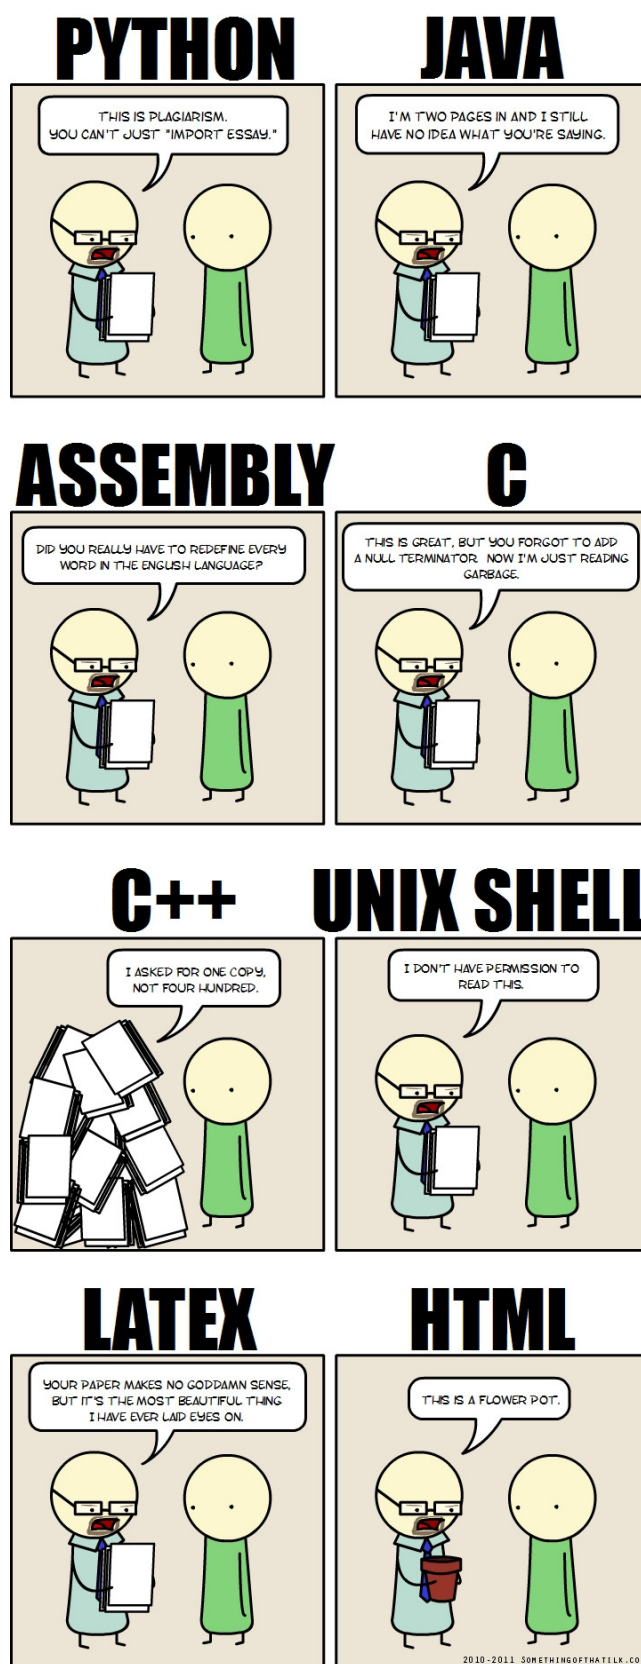 PYTHON
JAVA
THIS IS PLAGIARISM.
YOU CAN'T JUST "IMPORT ESSAY."
I'M TWO PAGES IN AND I STILL
HAVE NO IDEA WHAT YOU'RE SAYING.
ASSEMBLY
C
DID YOU REALLY HAVE TO REDEFINE EVERY
WORD IN THE ENGLISH LANGUAGE?
THIS IS GREAT, BUT YOU FORGOT TO ADD
A NULL TERMINATOR. NOW I'M JUST READING
GARBAGE.
C++
UNIX SHELL
I ASKED FOR ONE COPY,
NOT FOUR HUNDRED.
I DON'T HAVE PERMISSION TO
READ THIS.
LATEX
HTML
YOUR PAPER MAKES NO GODDAMN SENSE,
BUT IT'S THE MOST BEAUTIFUL THING
I HAVE EVER LAID EYES ON.
THIS IS A FLOWER POT.
2010-2011 SOMETHINGOFTHATILK.CO